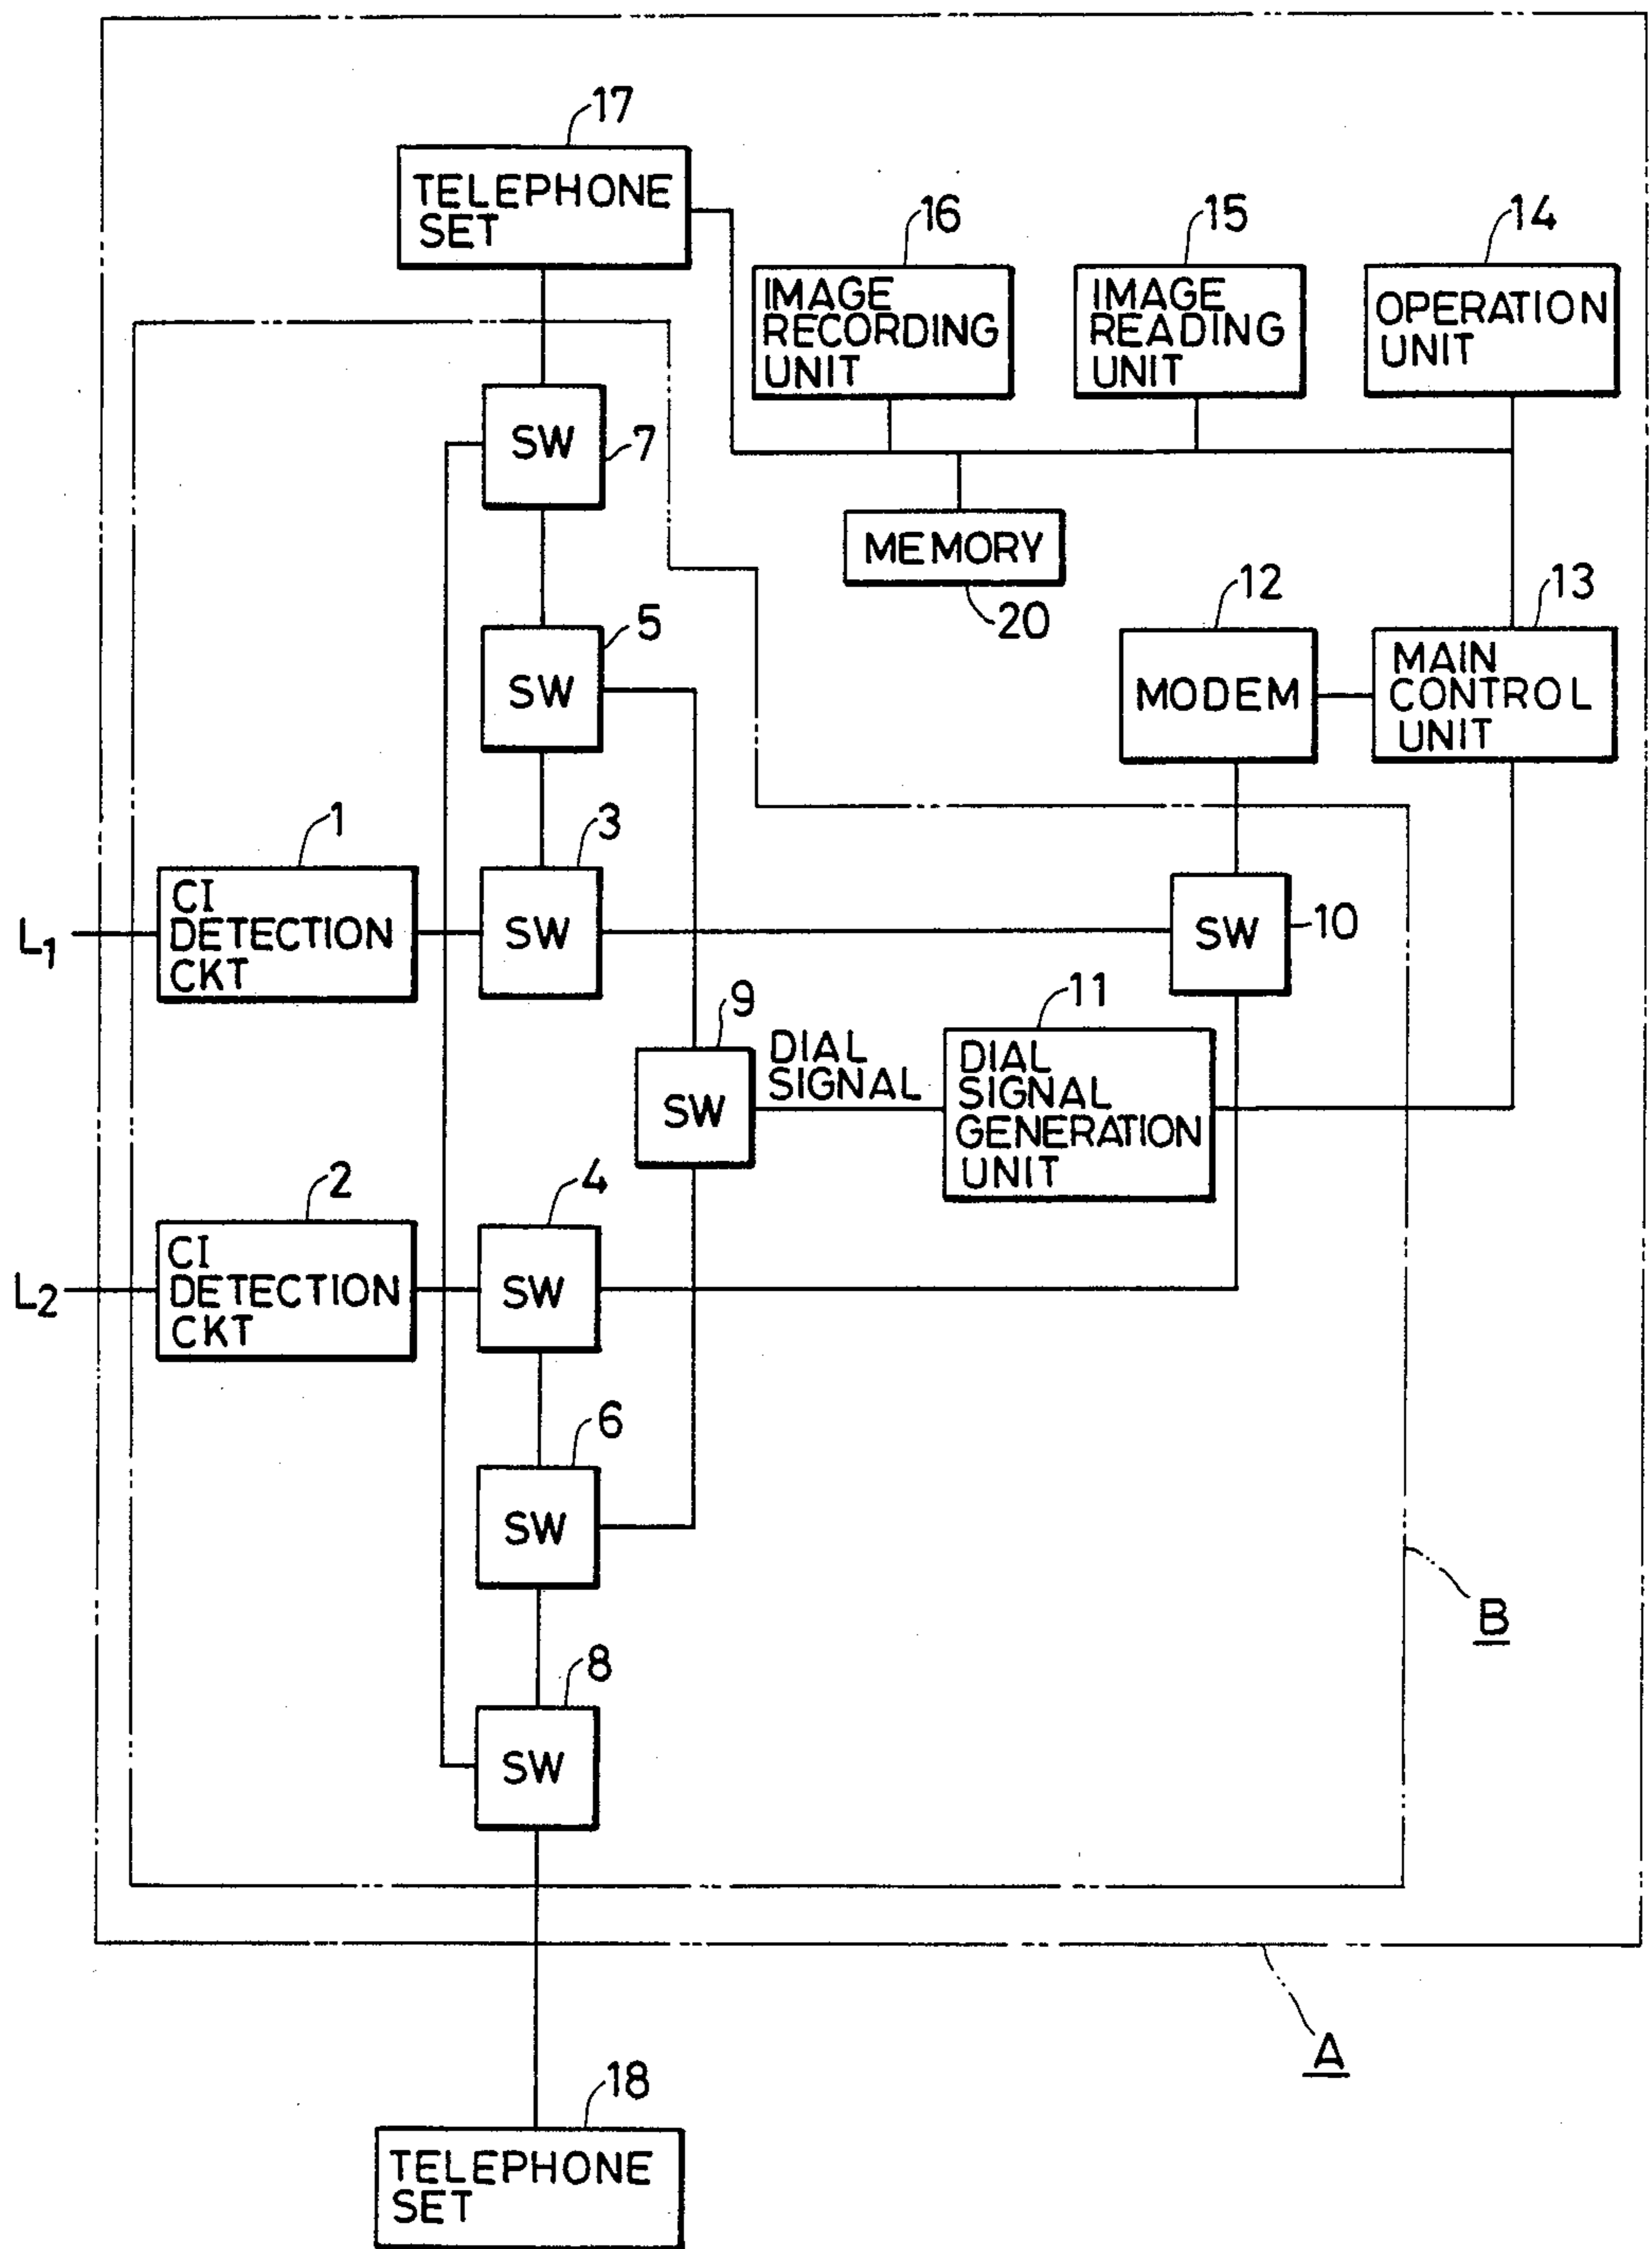 17
TELEPHONE
SET
16
IMAGE
RECORDING
UNIT
15
IMAGE
READING
UNIT
14
OPERATION
UNIT
SW
7
MEMORY
20
5
SW
12
MODEM
13
MAIN
CONTROL
UNIT
1
CI
DETECTION
CKT
L1
3
SW
SW
10
9
SW
DIAL
SIGNAL
11
DIAL
SIGNAL
GENERATION
UNIT
2
CI
DETECTION
CKT
L2
4
SW
6
SW
B
8
SW
A
18
TELEPHONE
SET